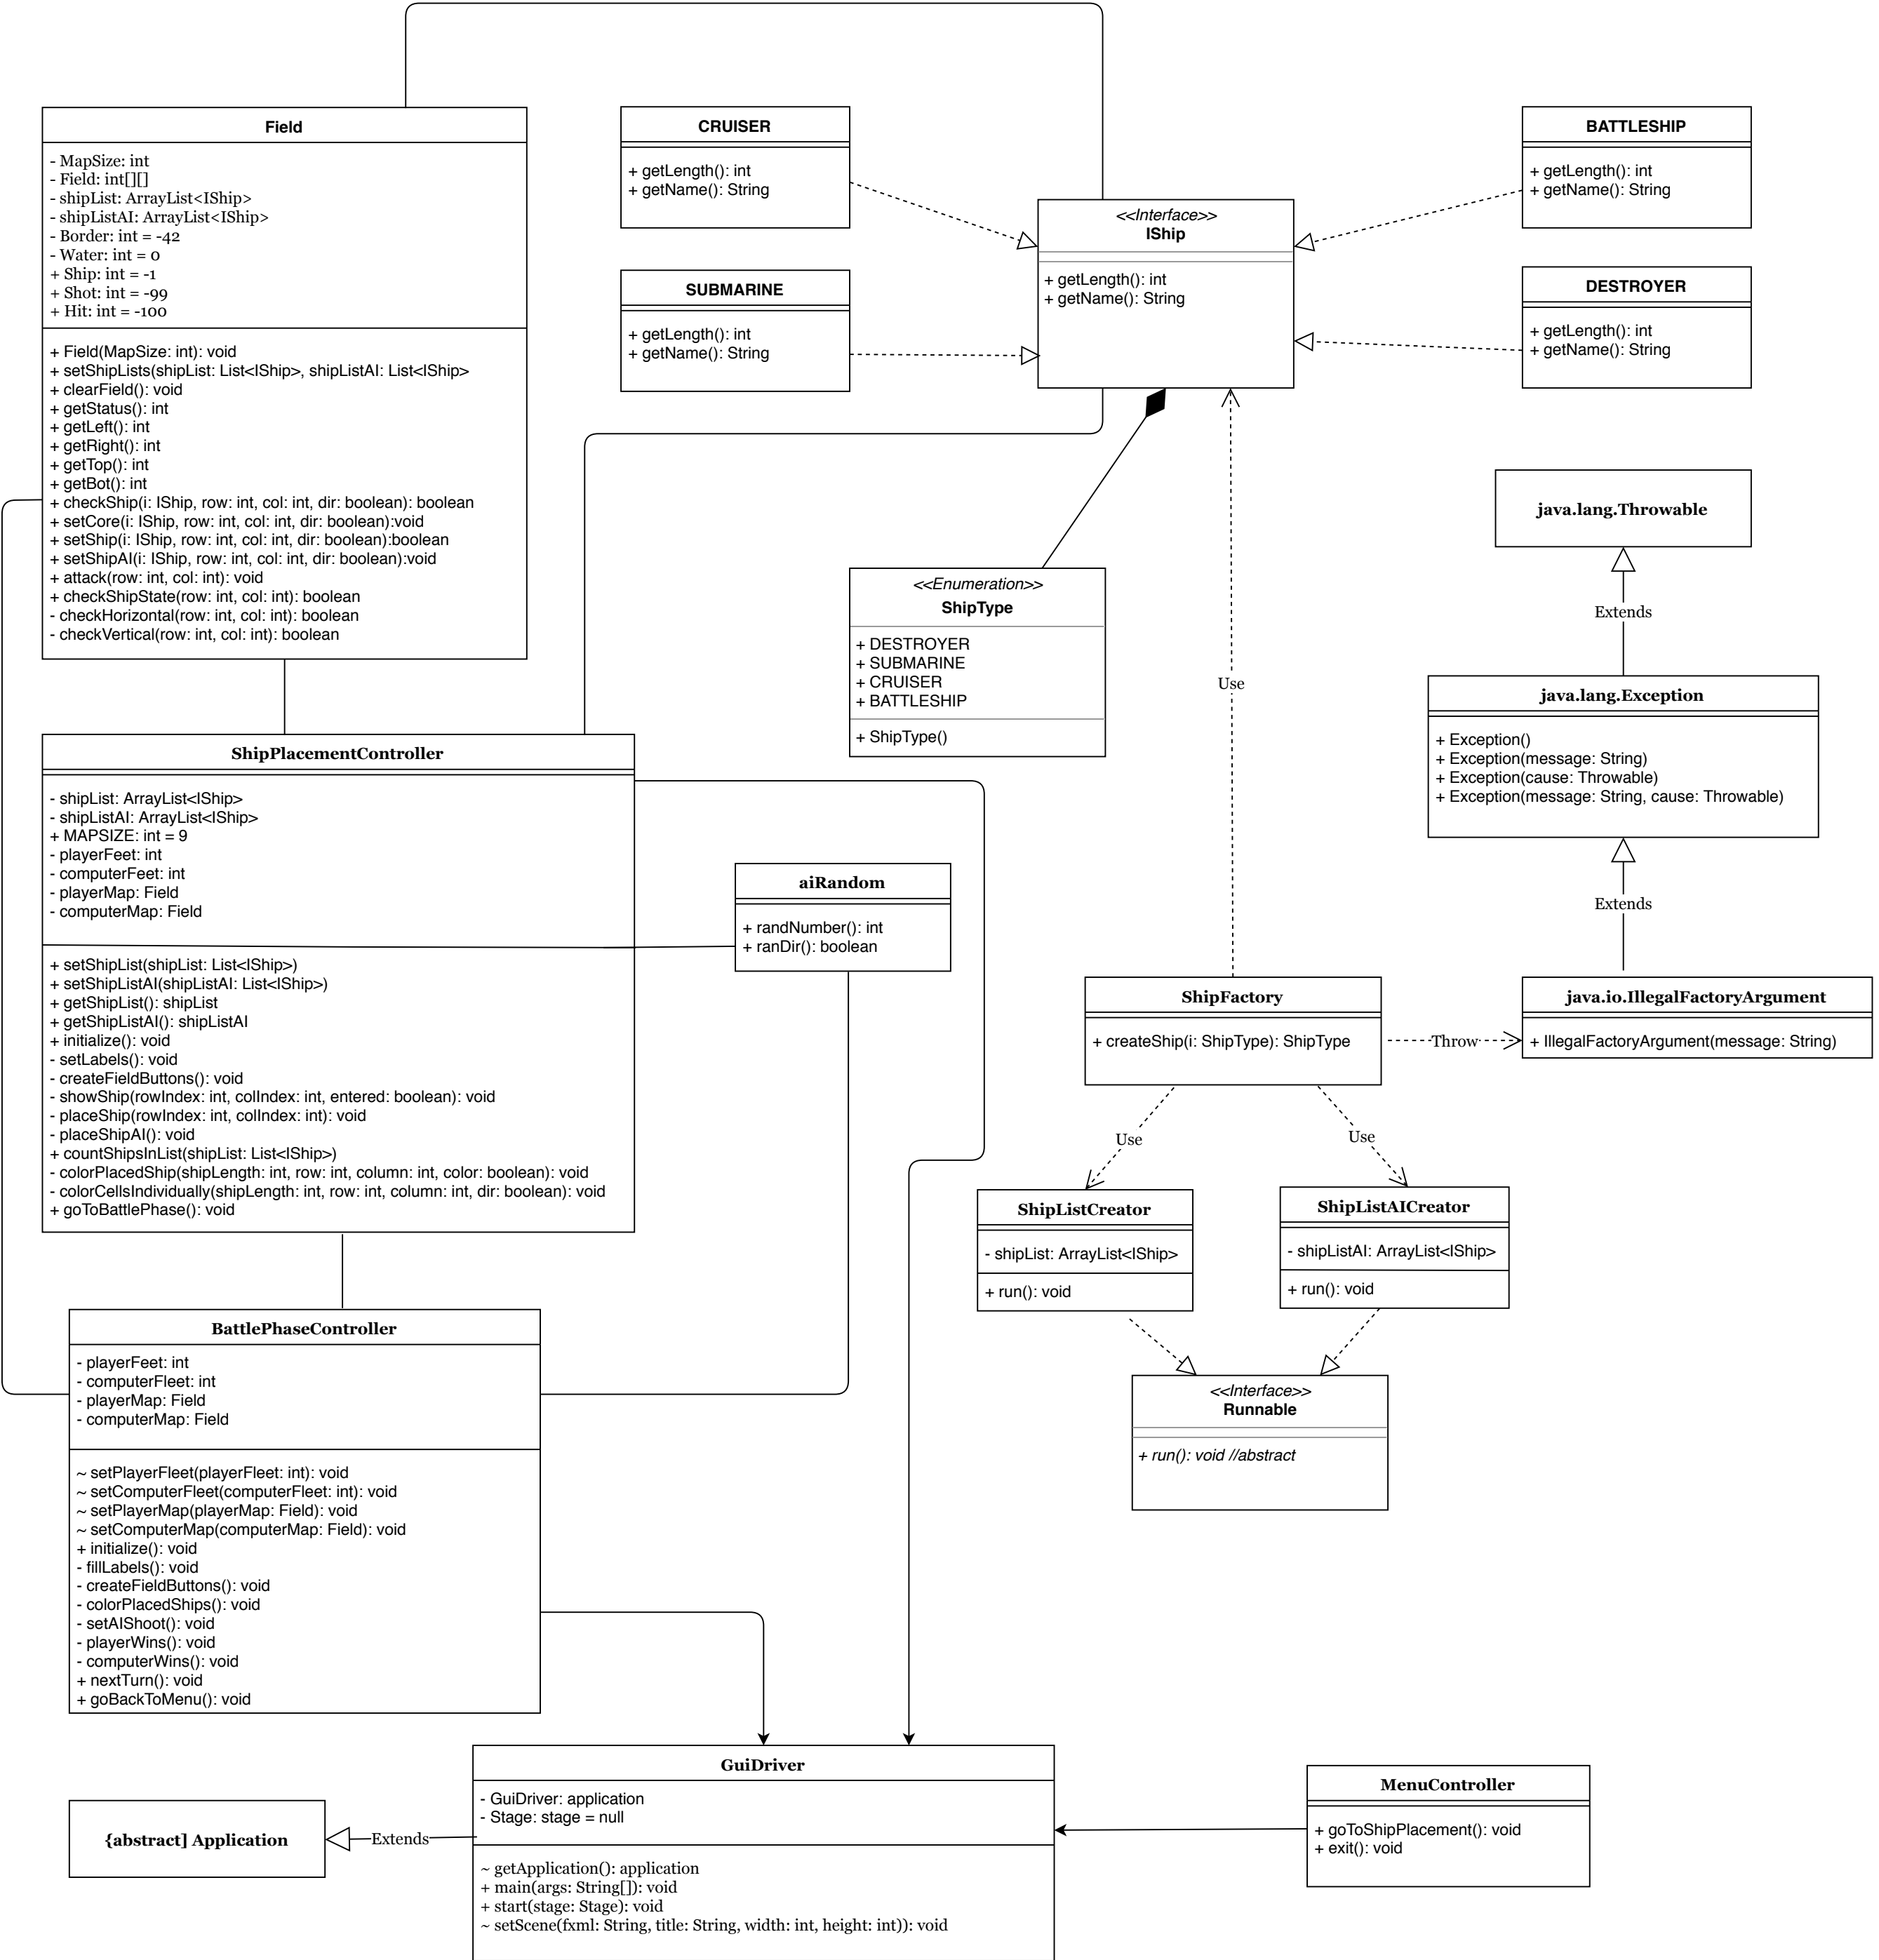 Field
- MapSize: int
- Field: int[][]
- shipList: ArrayList<IShip>
- shipListAI: ArrayList<IShip>
- Border: int = -42
- Water: int = 0
+ Ship: int = -1
+ Shot: int = -99
+ Hit: int = -100
+ Field(MapSize: int): void
+ setShipLists(shipList: List<IShip>, shipListAI: List<IShip>
+ clearField(): void
+ getStatus(): int
+ getLeft(): int
+ getRight(): int
+ getTop(): int
+ getBot(): int
+ checkShip(i: IShip, row: int, col: int, dir: boolean): boolean
+ setCore(i: IShip, row: int, col: int, dir: boolean):void
+ setShip(i: IShip, row: int, col: int, dir: boolean):boolean
+ setShipAI(i: IShip, row: int, col: int, dir: boolean):void
+ attack(row: int, col: int): void
+ checkShipState(row: int, col: int): boolean
- checkHorizontal(row: int, col: int): boolean
- checkVertical(row: int, col: int): boolean
CRUISER
+ getLength(): int
+ getName(): String
SUBMARINE
+ getLength(): int
+ getName(): String
<<Interface>>
IShip
+ getLength(): int
+ getName(): String
BATTLESHIP
+ getLength(): int
+ getName(): String
DESTROYER
+ getLength(): int
+ getName(): String
<<Enumeration>>
ShipType
+ DESTROYER
+ SUBMARINE
+ CRUISER
+ BATTLESHIP
+ ShipType()
Use
java.lang.Throwable
Extends
java.lang.Exception
+ Exception()
+ Exception(message: String)
+ Exception(cause: Throwable)
+ Exception(message: String, cause: Throwable)
Extends
ShipPlacementController
- shipList: ArrayList<IShip>
- shipListAI: ArrayList<IShip>
+ MAPSIZE: int = 9
- playerFeet: int
- computerFeet: int
- playerMap: Field
- computerMap: Field
+ setShipList(shipList: List<IShip>)
+ setShipListAI(shipListAI: List<IShip>)
+ getShipList(): shipList
+ getShipListAI(): shipListAI
+ initialize(): void
- setLabels(): void
- createFieldButtons(): void
- showShip(rowIndex: int, colIndex: int, entered: boolean): void
- placeShip(rowIndex: int, colIndex: int): void
- placeShipAI(): void
+ countShipsInList(shipList: List<IShip>)
- colorPlacedShip(shipLength: int, row: int, column: int, color: boolean): void
- colorCellsIndividually(shipLength: int, row: int, column: int, dir: boolean): void
+ goToBattlePhase(): void
aiRandom
+ randNumber(): int
+ ranDir(): boolean
ShipFactory
+ createShip(i: ShipType): ShipType
Throw
java.io.IllegalFactoryArgument
+ IllegalFactoryArgument(message: String)
Use
Use
ShipListCreator
- shipList: ArrayList<IShip>
+ run(): void
ShipListAICreator
- shipListAI: ArrayList<IShip>
+ run(): void
<<Interface>>
Runnable
+ run(): void //abstract
BattlePhaseController
- playerFeet: int
- computerFleet: int
- playerMap: Field
- computerMap: Field
~ setPlayerFleet(playerFleet: int): void
~ setComputerFleet(computerFleet: int): void
~ setPlayerMap(playerMap: Field): void
~ setComputerMap(computerMap: Field): void
+ initialize(): void
- fillLabels(): void
- createFieldButtons(): void
- colorPlacedShips(): void
- setAIShoot(): void
- playerWins(): void
- computerWins(): void
+ nextTurn(): void
+ goBackToMenu(): void
{abstract] Application
Extends
GuiDriver
- GuiDriver: application
- Stage: stage = null
~ getApplication(): application
+ main(args: String[]): void
+ start(stage: Stage): void
~ setScene(fxml: String, title: String, width: int, height: int)): void
MenuController
+ goToShipPlacement(): void
+ exit(): void